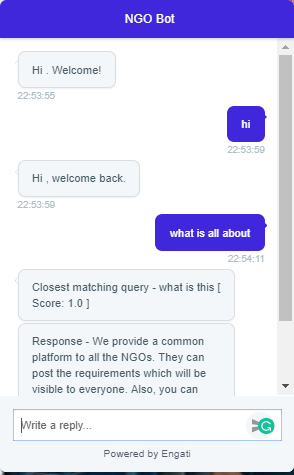 NGO Bot
Hi . Welcome!
22:53:55
hi
22:53:59
Hi , welcome back.
22:53:59
what is all about
22:54:11
Closest matching query - what is this [
Score: 1.0 ]
Response - We provide a common
platform to all the NGOs. They can
post the requirements which will be
visible to everyone. Also, you can
Write a reply...
Powered by Engati